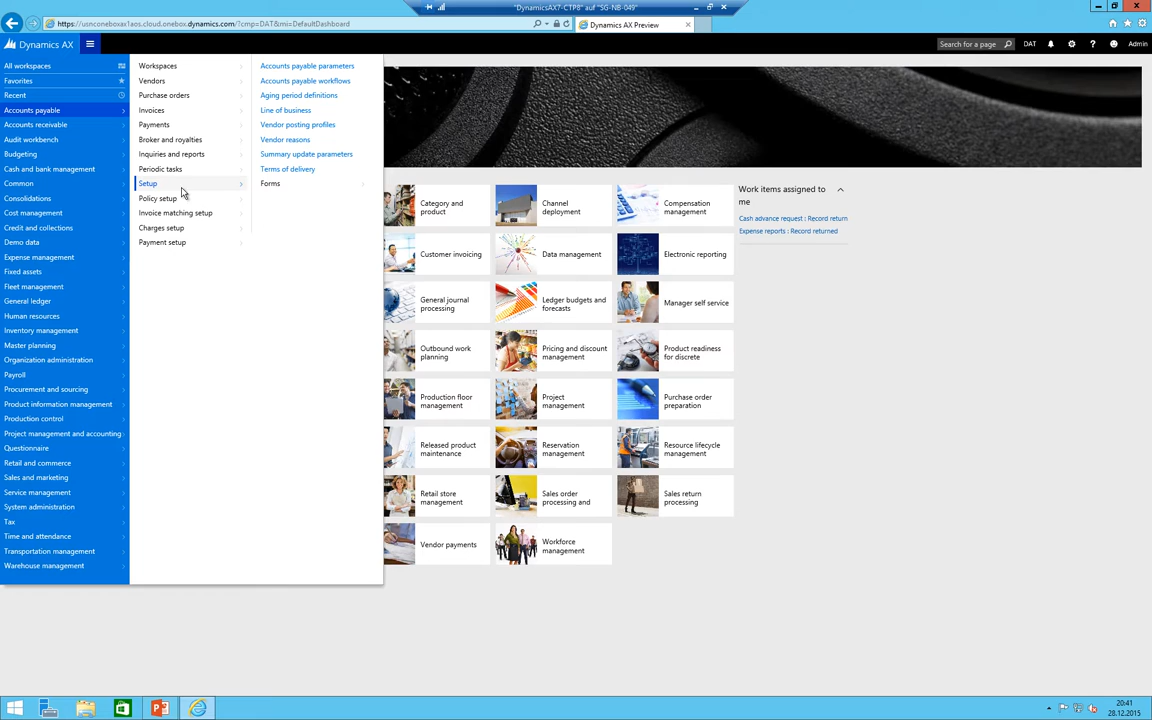 "DynamicsAX7-CTP8" auf "SG-NB-049"
https://usnconeboxax1aos.cloud.onebox.dynamics.com/?cmp=DAT&mi=DefaultDashboard
Dynamics AX Preview
Dynamics AX
Search for a page
DAT
Admin
All workspaces
Favorites
Recent
Accounts payable
Accounts receivable
Audit workbench
Budgeting
Cash and bank management
Common
Consolidations
Cost management
Credit and collections
Demo data
Expense management
Fixed assets
Fleet management
General ledger
Human resources
Inventory management
Master planning
Organization administration
Payroll
Procurement and sourcing
Product information management
Production control
Project management and accounting
Questionnaire
Retail and commerce
Sales and marketing
Service management
System administration
Tax
Time and attendance
Transportation management
Warehouse management
Workspaces
Vendors
Purchase orders
Invoices
Payments
Broker and royalties
Inquiries and reports
Periodic tasks
Setup
Policy setup
Invoice matching setup
Charges setup
Payment setup
Accounts payable parameters
Accounts payable workflows
Aging period definitions
Line of business
Vendor posting profiles
Vendor reasons
Summary update parameters
Terms of delivery
Forms
Category and
product
Channel
deployment
Compensation
management
Customer invoicing
Data management
Electronic reporting
General journal
processing
Ledger budgets and
forecasts
Manager self service
Outbound work
planning
Pricing and discount
management
Product readiness
for discrete
Production floor
management
Project
management
Purchase order
preparation
Released product
maintenance
Reservation
management
Resource lifecycle
management
Retail store
management
Sales order
processing and
Sales return
processing
Vendor payments
Workforce
management
Work items assigned to
me
Cash advance request : Record return
Expense reports : Record returned
20:41
28.12.2015